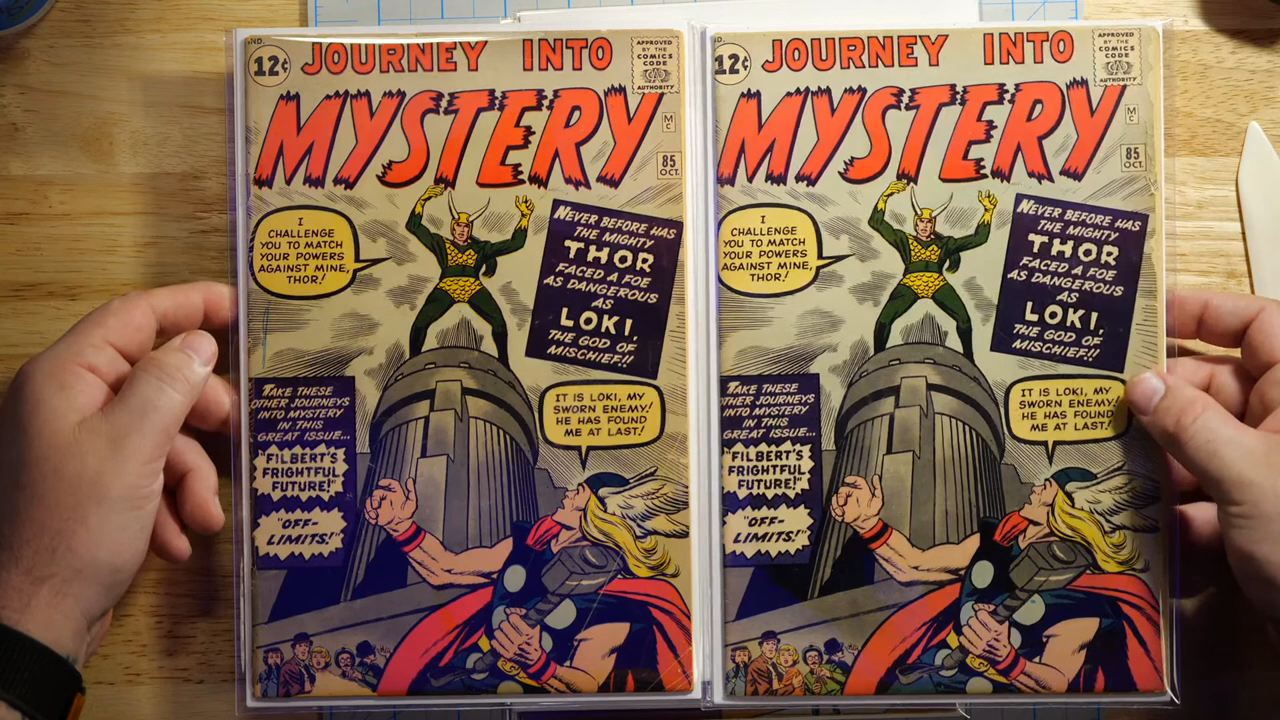 IND.
12¢
JOURNEY INTO
MYSTERY
APPROVED
BY THE
COMICS
CODE
AUTHORITY
MC
85
OCT.
I
CHALLENGE
YOU TO MATCH
YOUR POWERS
AGAINST MINE,
THOR!
NEVER BEFORE HAS
THE MIGHTY
THOR
FACED A FOE
AS DANGEROUS
AS
LOKI,
THE GOD OF
MISCHIEF!!
TAKE THESE
OTHER JOURNEYS
INTO MYSTERY
IN THIS
GREAT ISSUE...
"FILBERT'S
FRIGHTFUL
FUTURE!"
"OFF-
LIMITS!"
IT IS LOKI, MY
SWORN ENEMY!
HE HAS FOUND
ME AT LAST!
D.
12¢
JOURNEY INTO
MYSTERY
APPROVED
BY THE
COMICS
CODE
AUTHORITY
MC
85
OCT.
I
CHALLENGE
YOU TO MATCH
YOUR POWERS
AGAINST MINE,
THOR!
NEVER BEFORE HAS
THE MIGHTY
THOR
FACED A FOE
AS DANGEROUS
AS
LOKI,
THE GOD OF
MISCHIEF!!
TAKE THESE
OTHER JOURNEYS
INTO MYSTERY
IN THIS
GREAT ISSUE...
"FILBERT'S
FRIGHTFUL
FUTURE!"
"OFF-
LIMITS!"
IT IS LOKI, MY
SWORN ENEMY!
HE HAS FOUND
ME AT LAST!